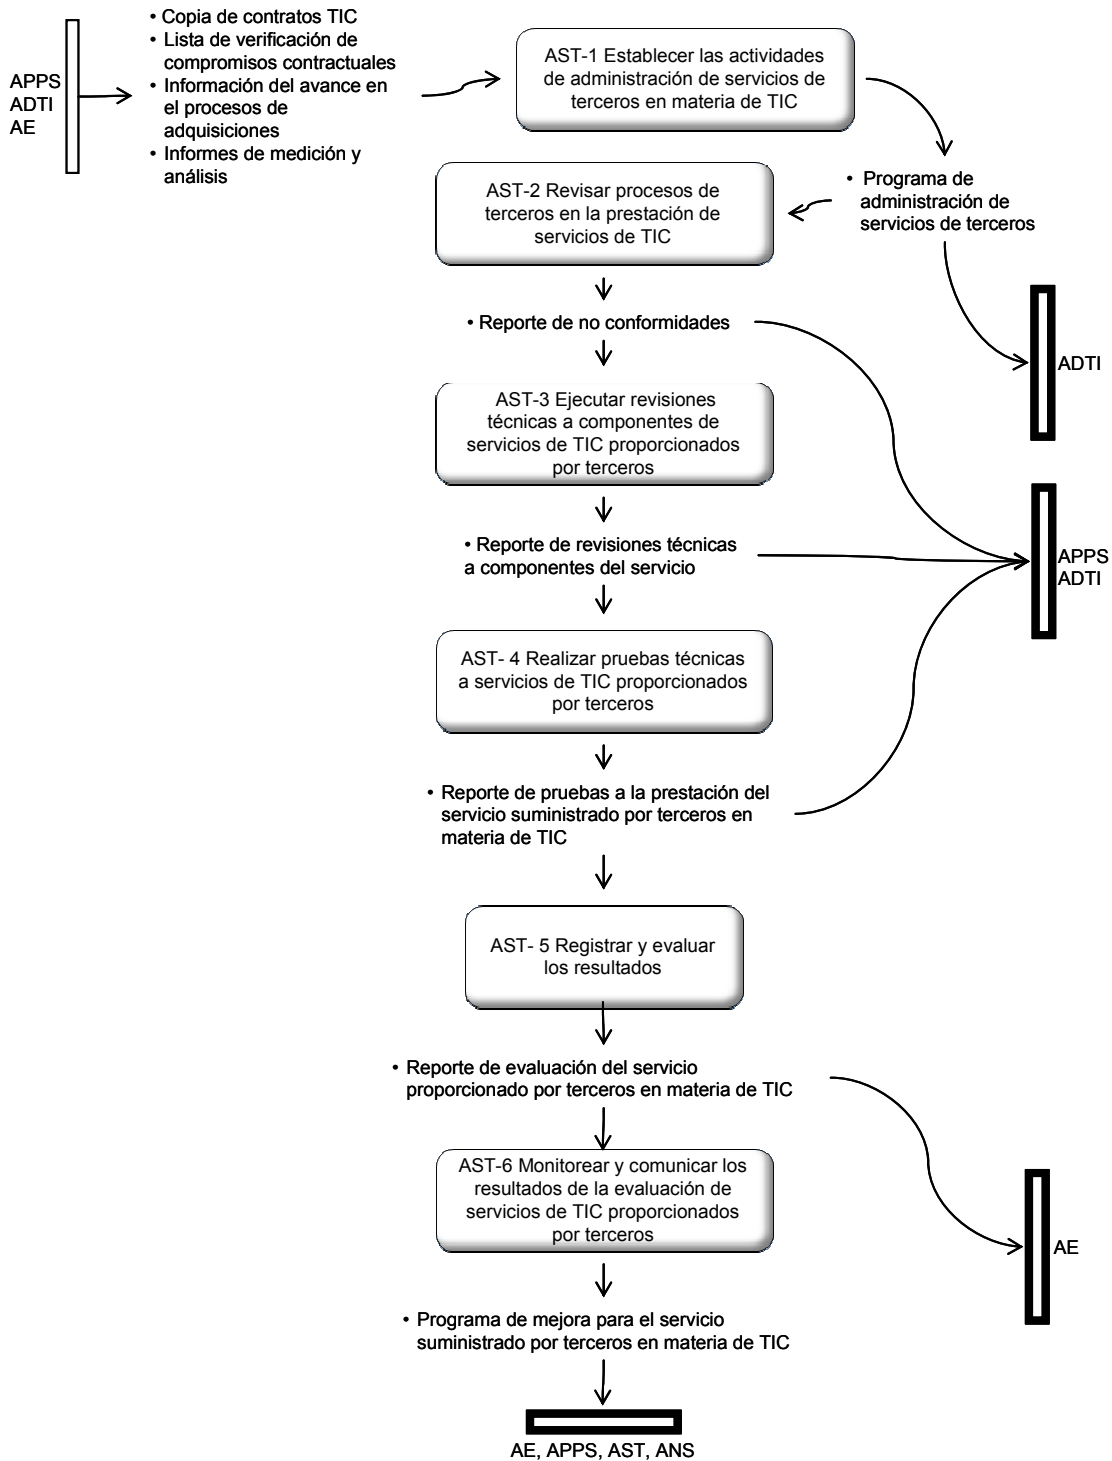 APPS
ADTI
AE
• Copia de contratos TIC
• Lista de verificación de
compromisos contractuales
• Información del avance en
el procesos de
adquisiciones
• Informes de medición y
análisis
AST-1 Establecer las actividades
de administración de servicios de
terceros en materia de TIC
• Programa de
administración de
servicios de terceros
AST-2 Revisar procesos de
terceros en la prestación de
servicios de TIC
ADTI
• Reporte de no conformidades
AST-3 Ejecutar revisiones
técnicas a componentes de
servicios de TIC proporcionados
por terceros
• Reporte de revisiones técnicas
a componentes del servicio
APPS
ADTI
AST- 4 Realizar pruebas técnicas
a servicios de TIC proporcionados
por terceros
• Reporte de pruebas a la prestación del
servicio suministrado por terceros en
materia de TIC
AST- 5 Registrar y evaluar
los resultados
• Reporte de evaluación del servicio
proporcionado por terceros en materia de TIC
AST-6 Monitorear y comunicar los
resultados de la evaluación de
servicios de TIC proporcionados
por terceros
AE
• Programa de mejora para el servicio
suministrado por terceros en materia de TIC
AE, APPS, AST, ANS